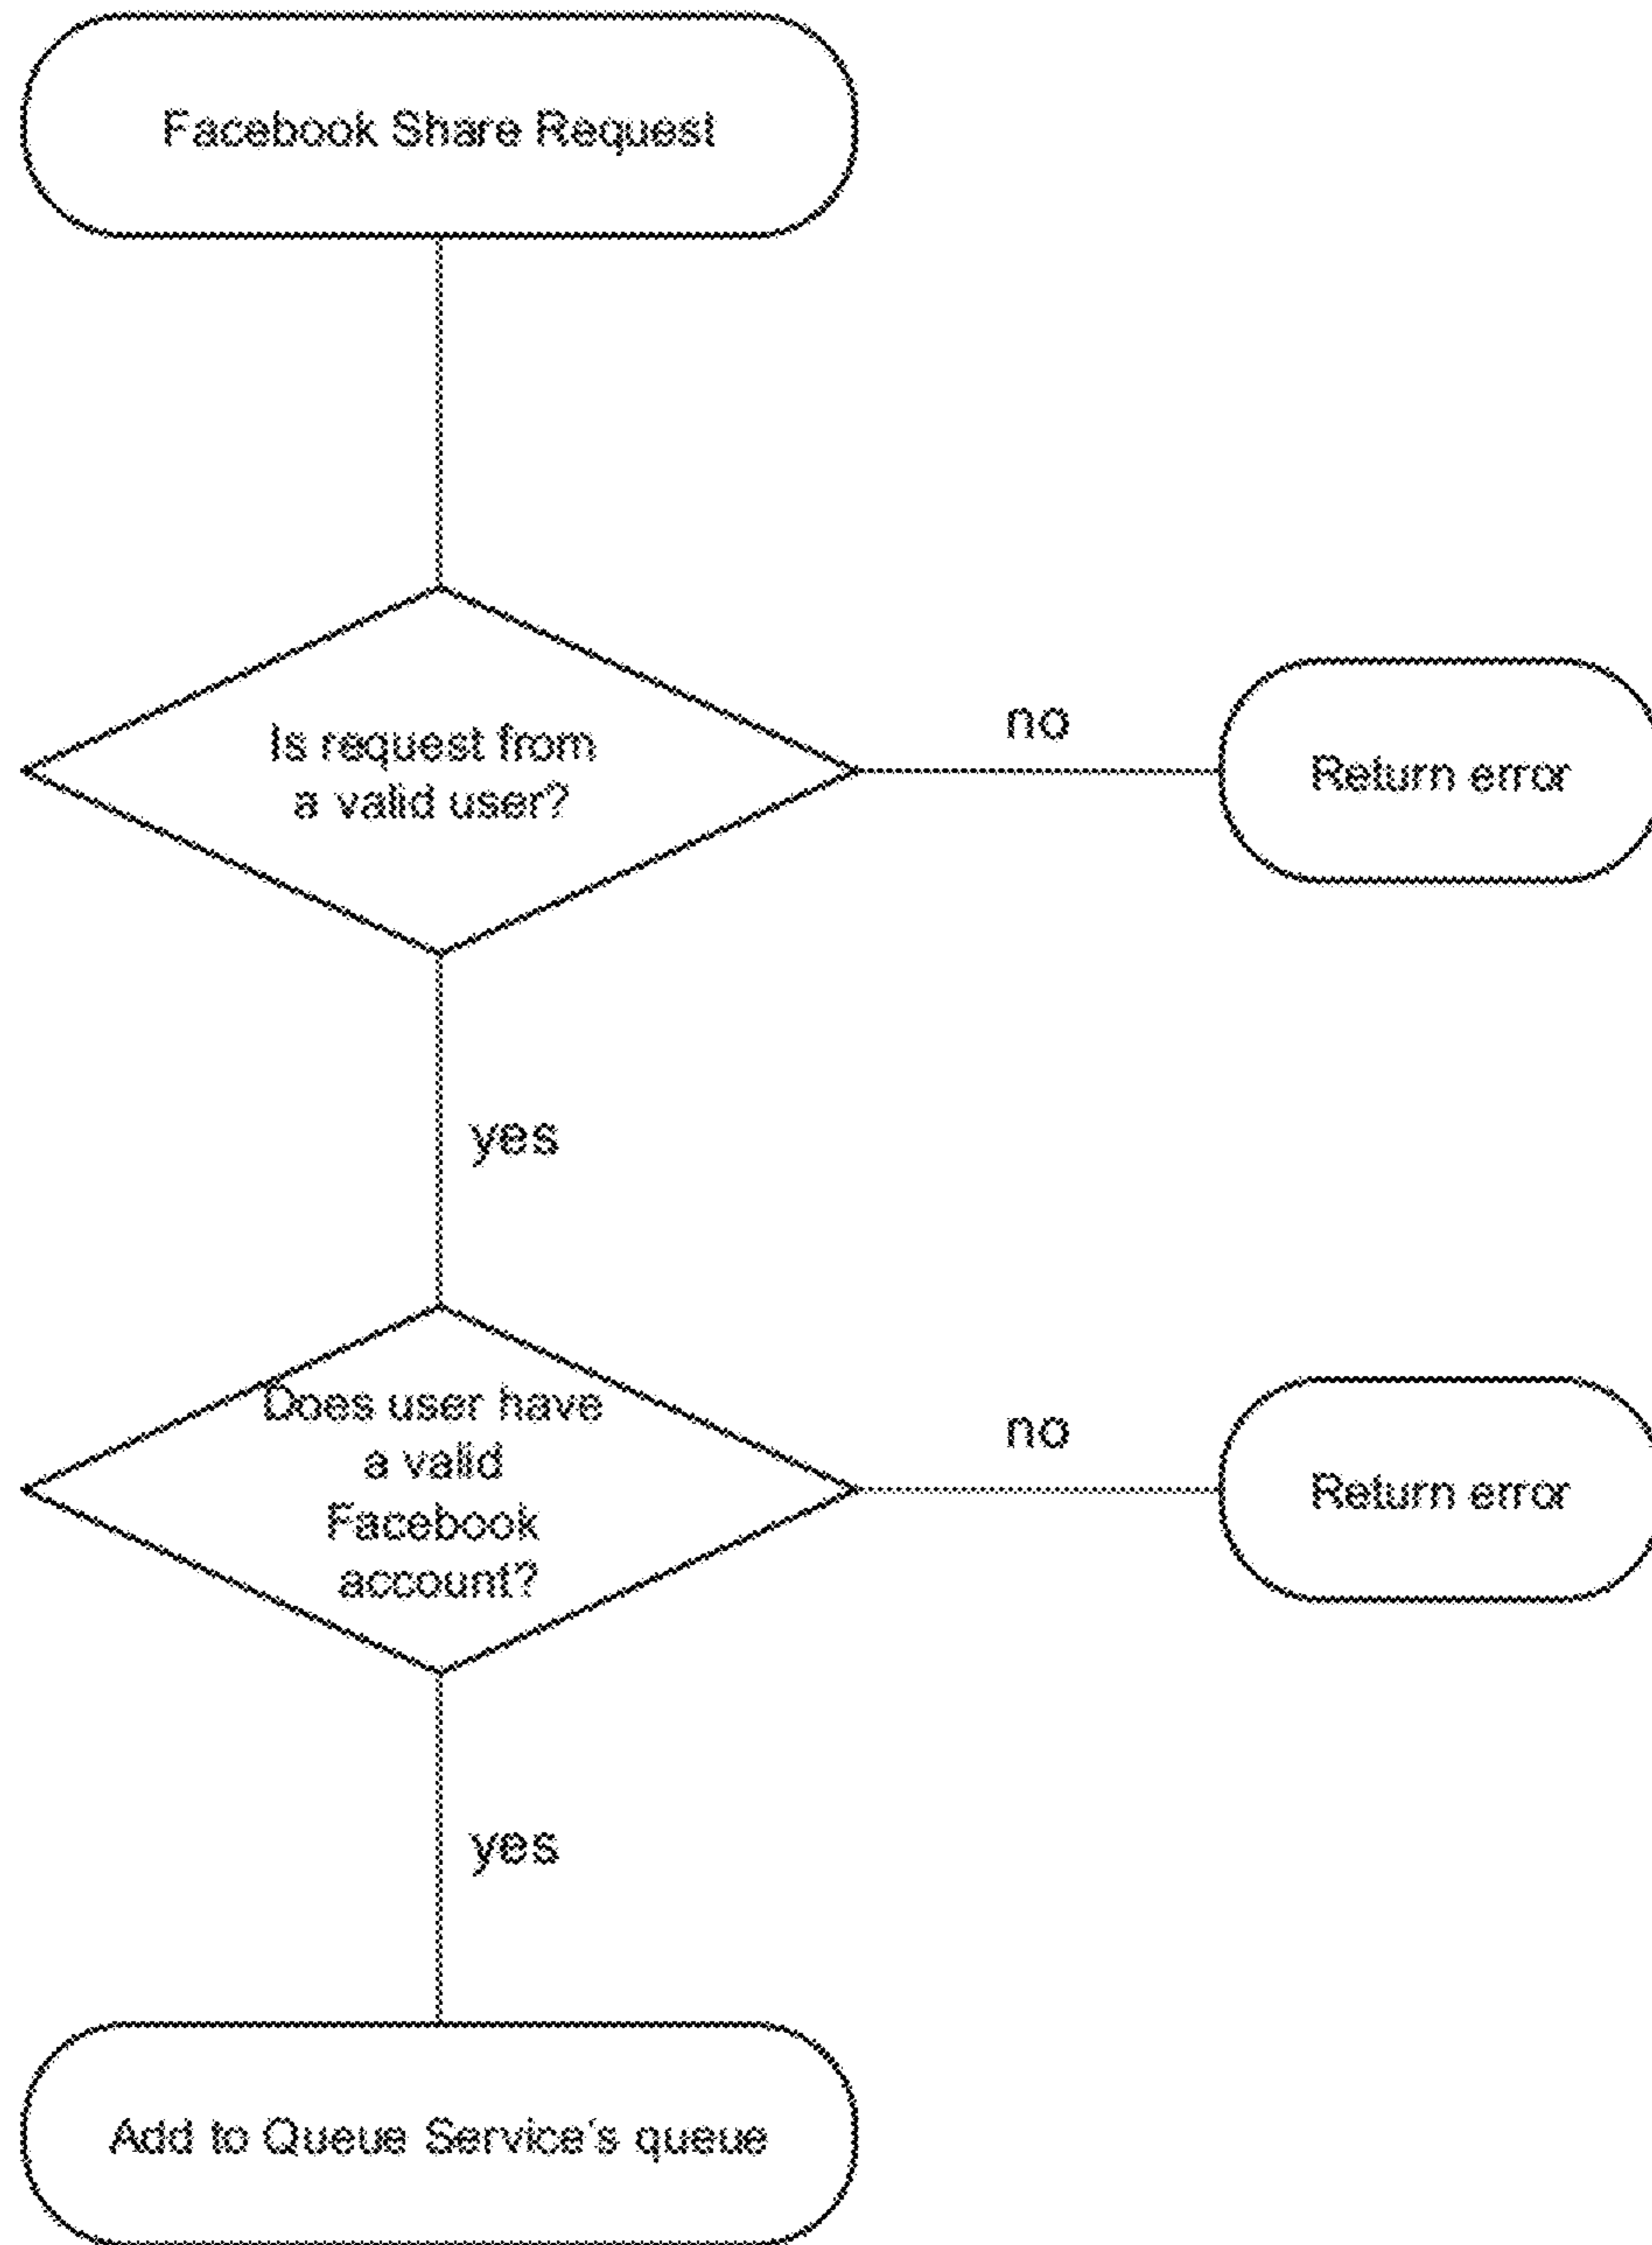 Facebook Share Request
Is request from
a valid user?
no
Return error
yes
Does user have
a valid
Facebook
account?
no
Return error
yes
Add to Queue Service's queue